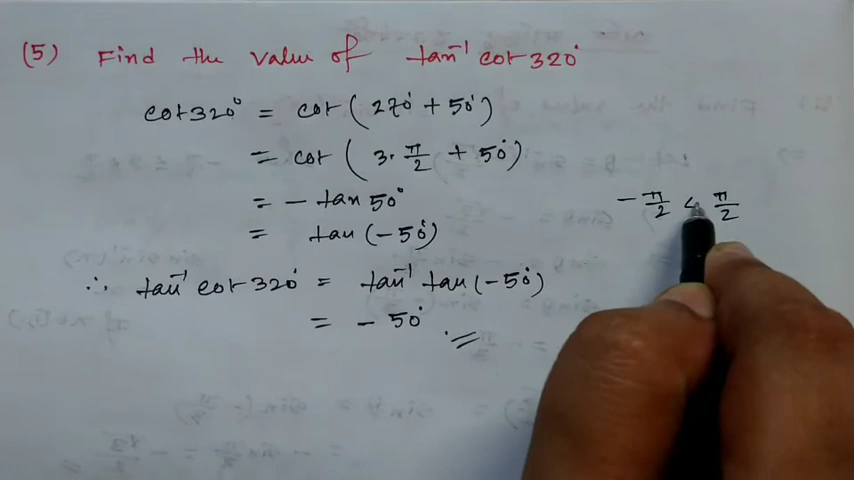 (5) Find the value of tan⁻¹ cot 320°
cot 320° = cot (270° + 50°)
= cot (3. π/2 + 50°)
= - tan 50°
- π/2 < π/2
= tan (-50°)
∴ tan⁻¹ cot 320° = tan⁻¹ tan (-50°)
= - 50°